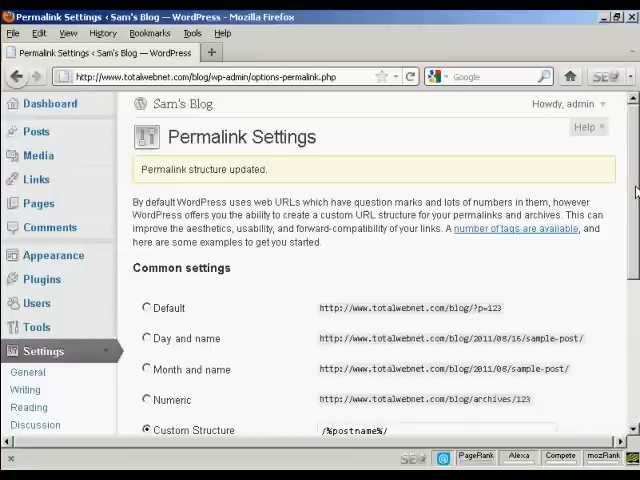 Permalink Settings ‹ Sam's Blog — WordPress - Mozilla Firefox
File Edit View History Bookmarks Tools Help
Permalink Settings ‹ Sam's Blog — WordPress
http://www.totalwebnet.com/blog/wp-admin/options-permalink.php
Google
SE
Dashboard
Posts
Media
Links
Pages
Comments
Appearance
Plugins
Users
Tools
Settings
General
Writing
Reading
Discussion
Sam's Blog
Howdy, admin
Help
Permalink Settings
Permalink structure updated.
By default WordPress uses web URLs which have question marks and lots of numbers in them, however
WordPress offers you the ability to create a custom URL structure for your permalinks and archives. This can
improve the aesthetics, usability, and forward-compatibility of your links. A number of tags are available, and
here are some examples to get you started.
Common settings
Default http://www.totalwebnet.com/blog/?p=123
Day and name http://www.totalwebnet.com/blog/2011/08/16/sample-post/
Month and name http://www.totalwebnet.com/blog/2011/08/sample-post/
Numeric http://www.totalwebnet.com/blog/archives/123
Custom Structure /%postname%/
SE PageRank Alexa Compete mozRank